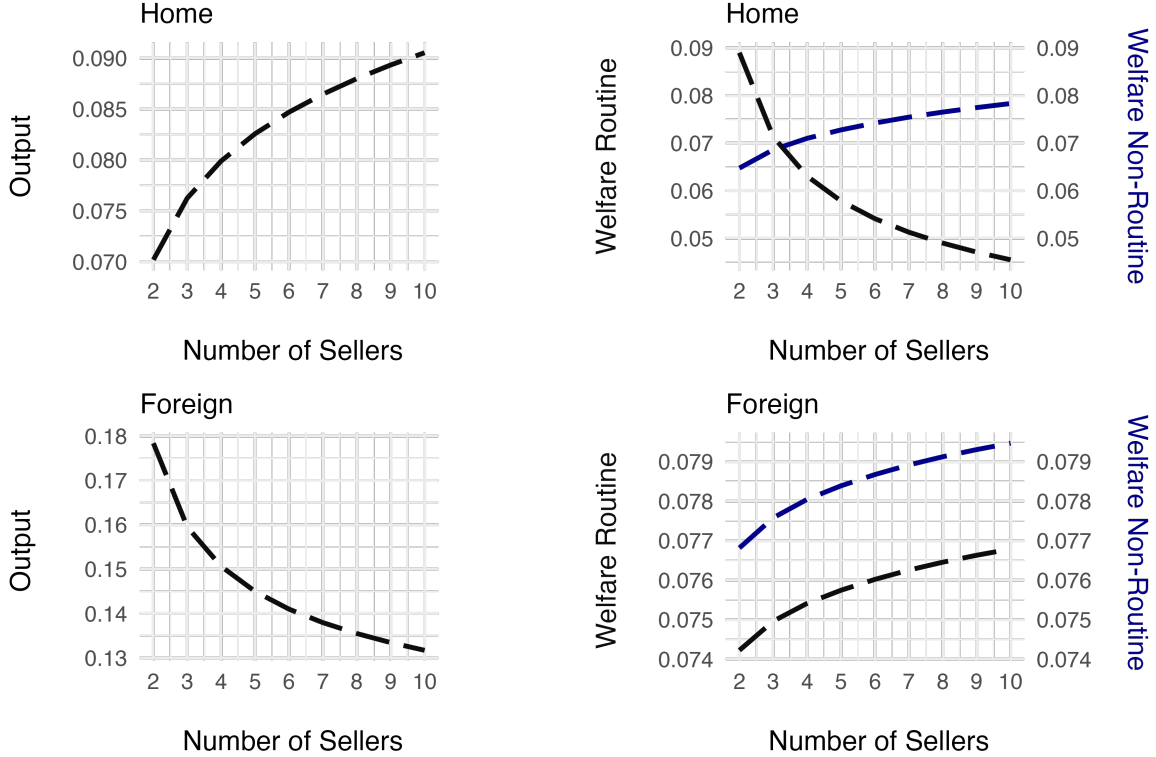 Home
Output
0.090
0.085
0.080
0.075
0.070
2 3 4 5 6 7 8 9 10
Number of Sellers
Home
Welfare Routine
0.09
0.08
0.07
0.06
0.05
0.09
0.08
0.07
0.06
0.05
Welfare Non-Routine
2 3 4 5 6 7 8 9 10
Number of Sellers
Foreign
Output
0.18
0.17
0.16
0.15
0.14
0.13
2 3 4 5 6 7 8 9 10
Number of Sellers
Foreign
Welfare Routine
0.079
0.078
0.077
0.076
0.075
0.074
0.079
0.078
0.077
0.076
0.075
0.074
Welfare Non-Routine
2 3 4 5 6 7 8 9 10
Number of Sellers